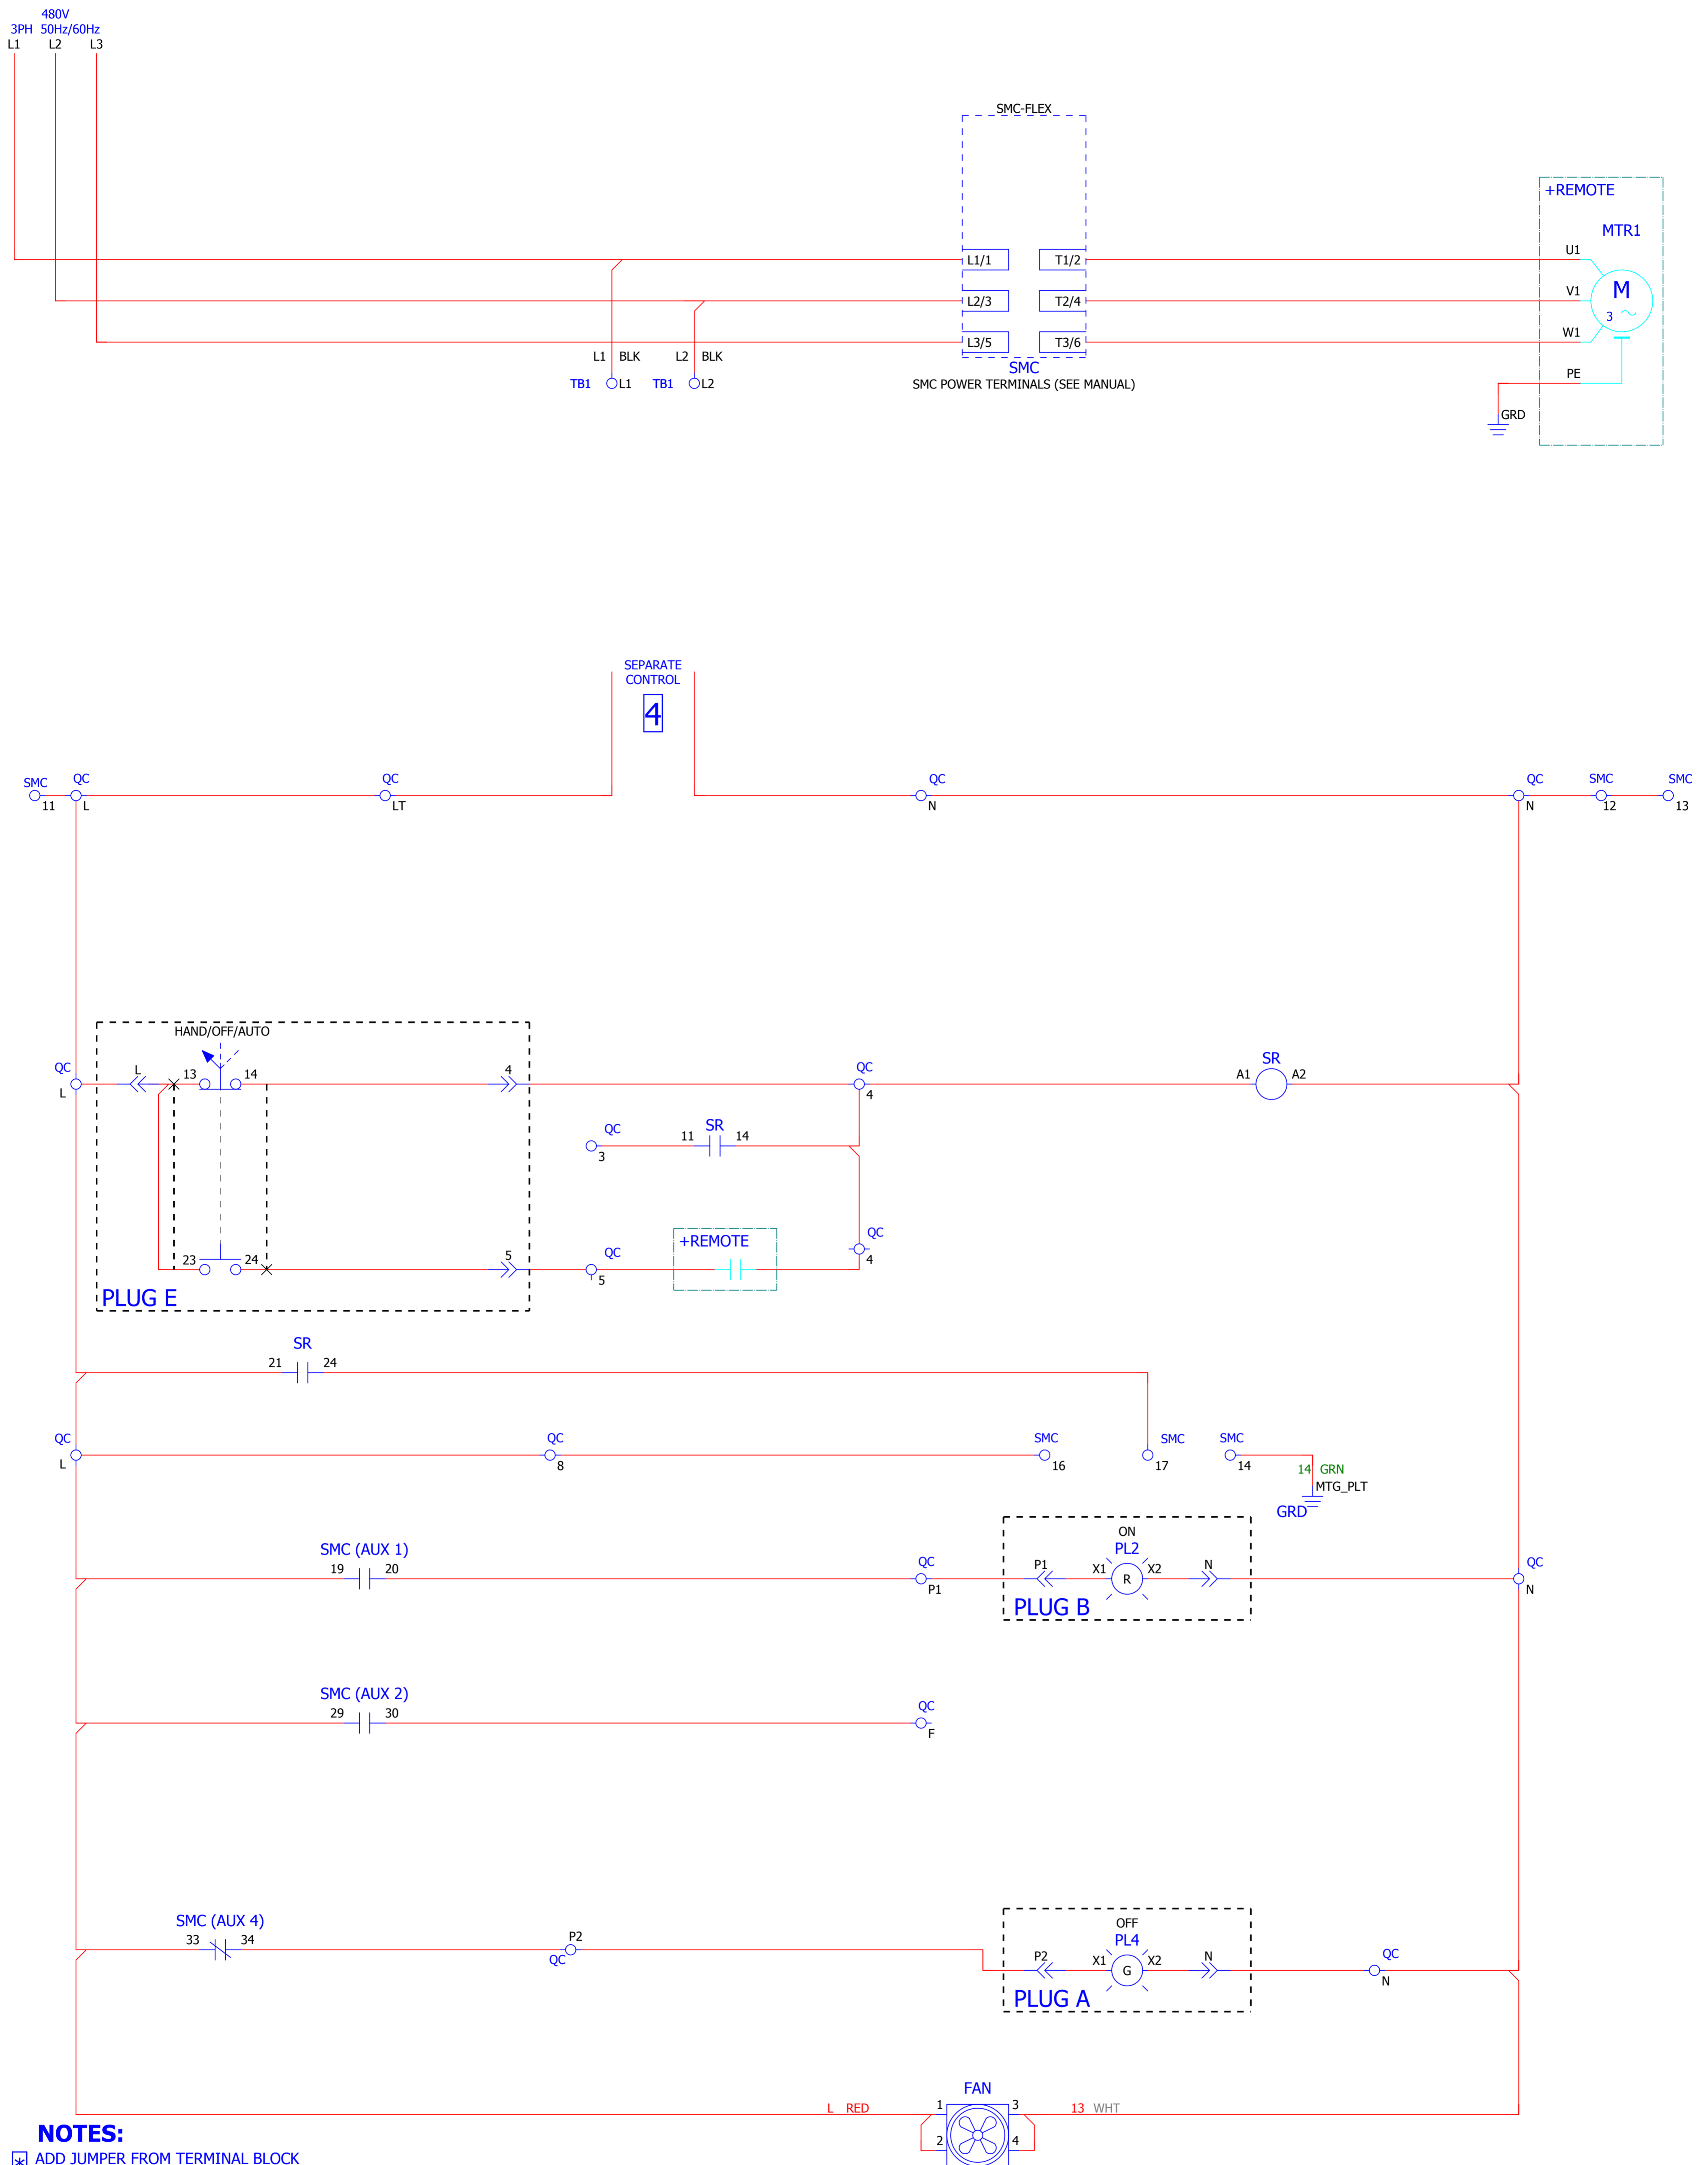 480V
3PH 50Hz/60Hz
L1 L2 L3
SMC-FLEX
+REMOTE
MTR1
L1/1 T1/2 U1
L2/3 T2/4 V1 M
3
L3/5 T3/6 W1
L1 BLK L2 BLK
SMC
TB1 L1 TB1 L2
SMC POWER TERMINALS (SEE MANUAL)
PE
GRD
SEPARATE
CONTROL
4
SMC QC QC QC QC SMC SMC
11 L LT N N 12 13
HAND/OFF/AUTO
QC L 13 14 4 QC SR
A1 A2
L 4
QC 11 SR 14
3
QC
+REMOTE
23 24 5 QC
5 4
PLUG E
SR
21 24
QC QC SMC SMC SMC
L 8 16 17 14
14 GRN
MTG_PLT
GRD
ON
SMC (AUX 1) PL2
19 20 QC P1 X1 R X2 N QC
P1 N
PLUG B
SMC (AUX 2)
29 30 QC
F
OFF
SMC (AUX 4) PL4
33 34 P2
QC
P2 X1 G X2 N QC
N
PLUG A
FAN
L RED 1 3 13 WHT
2 4
NOTES:
* ADD JUMPER FROM TERMINAL BLOCK